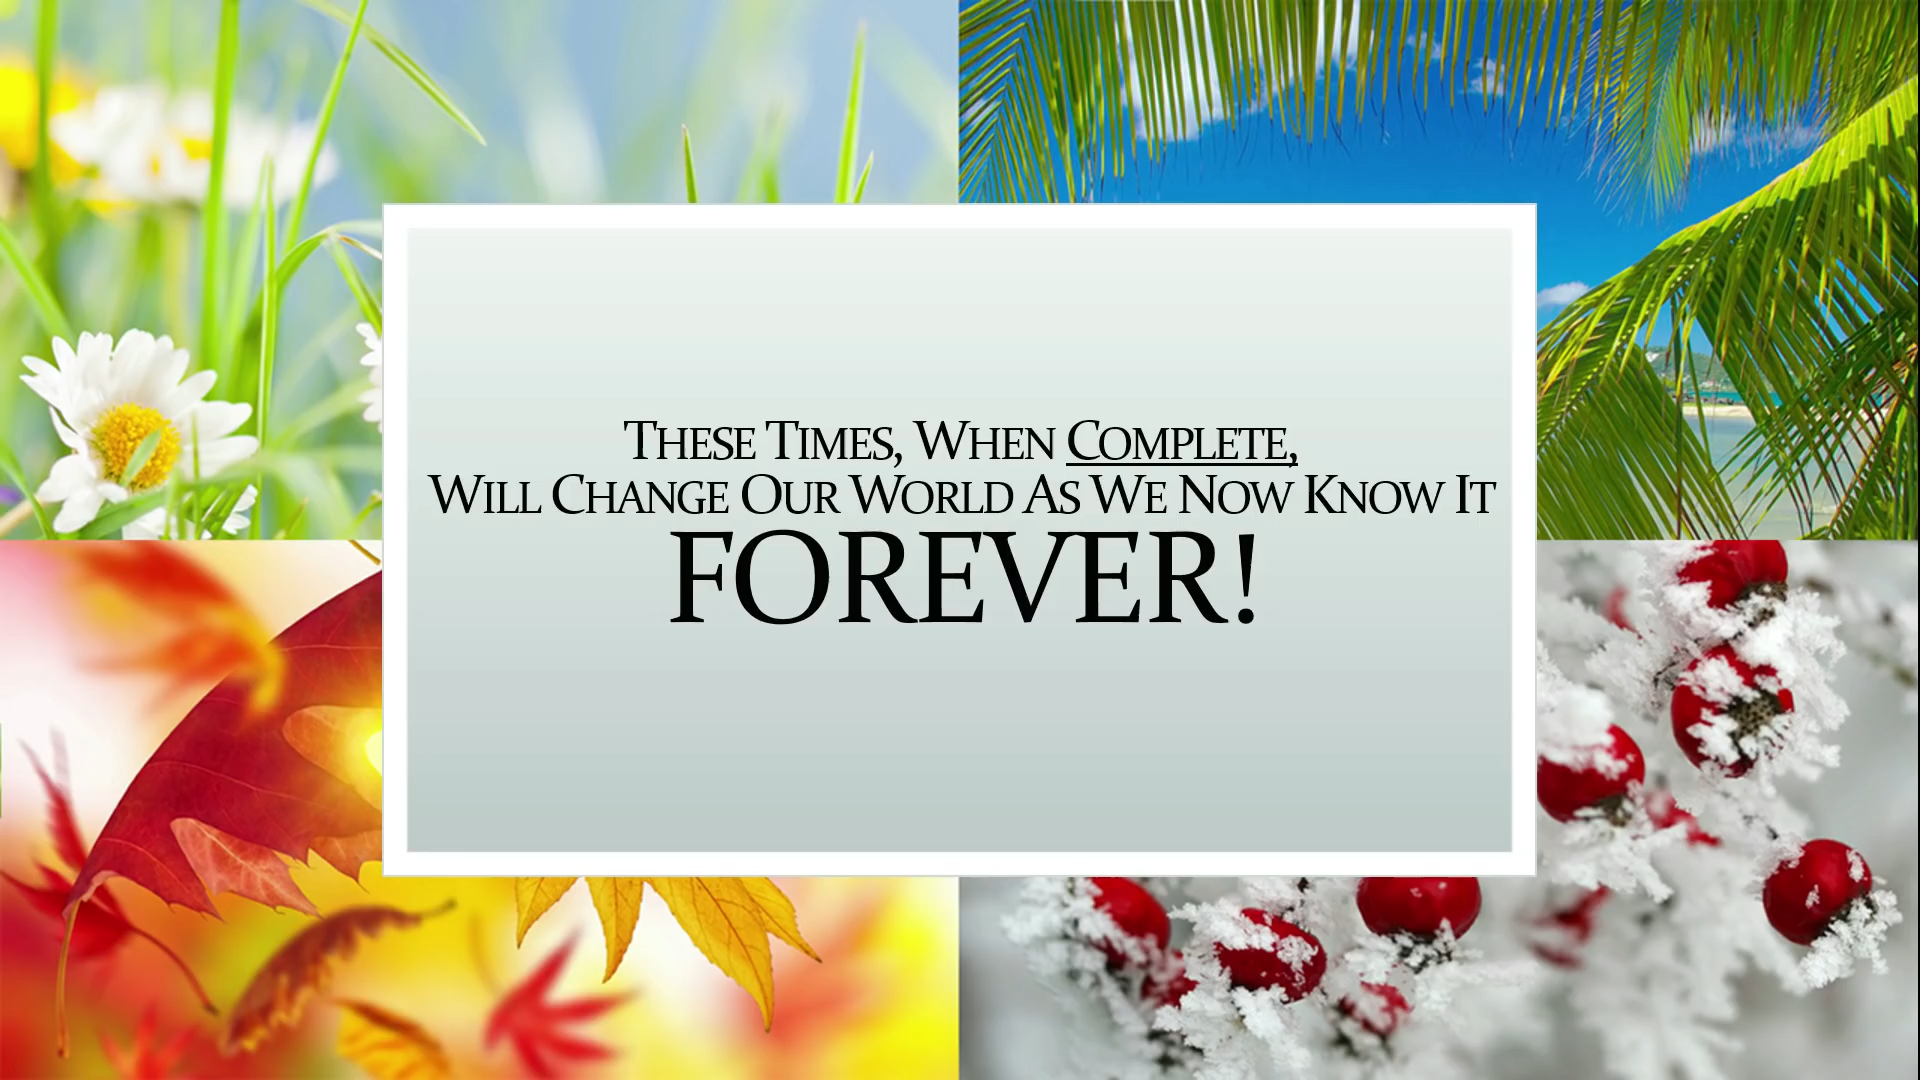 These Times, When Complete,
Will Change Our World As We Now Know It
FOREVER!